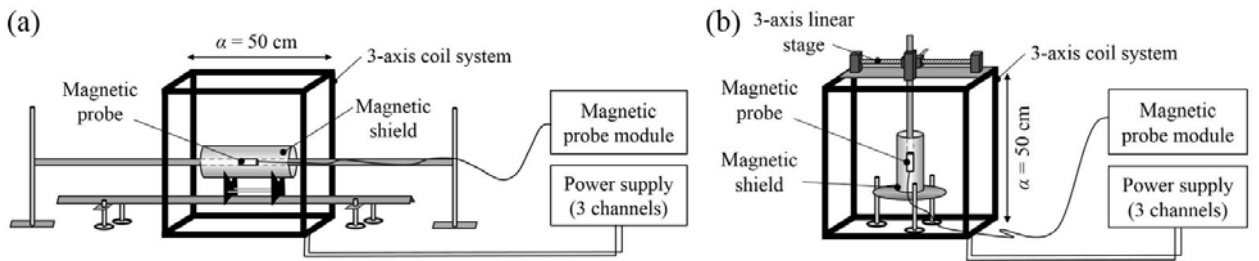 (a)
α = 50 cm
3-axis coil system
Magnetic
probe
Magnetic
shield
Magnetic
probe module
Power supply
(3 channels)
(b)
3-axis linear
stage
3-axis coil system
Magnetic
probe
Magnetic
shield
α = 50 cm
Magnetic
probe module
Power supply
(3 channels)